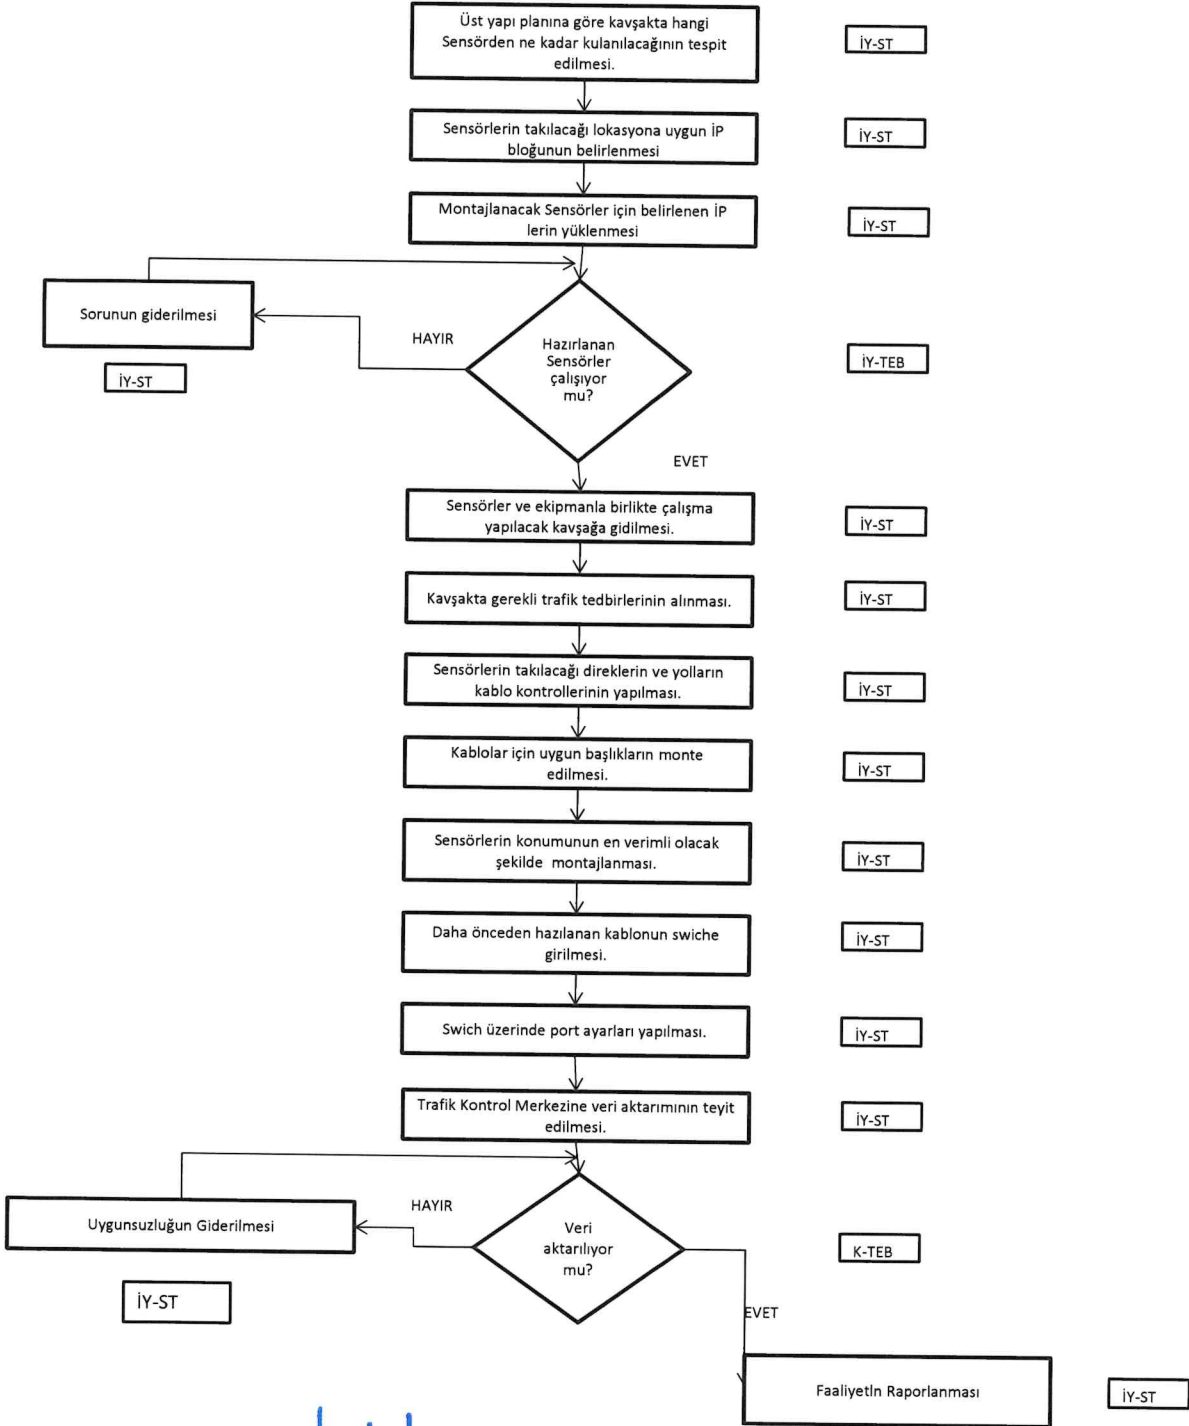 Üst yapı planına göre kavşakta hangi
Sensörden ne kadar kulanılacağının tespit
edilmesi.
İY-ST
Sensörlerin takılacağı lokasyona uygun İP
bloğunun belirlenmesi
İY-ST
Montajlanacak Sensörler için belirlenen İP
lerin yüklenmesi
İY-ST
Sorunun giderilmesi
HAYIR
Hazırlanan
Sensörler
çalışıyor
mu?
İY-TEB
İY-ST
EVET
Sensörler ve ekipmanla birlikte çalışma
yapılacak kavşağa gidilmesi.
İY-ST
Kavşakta gerekli trafik tedbirlerinin alınması.
İY-ST
Sensörlerin takılacağı direklerin ve yolların
kablo kontrollerinin yapılması.
İY-ST
Kablolar için uygun başlıkların monte
edilmesi.
İY-ST
Sensörlerin konumunun en verimli olacak
şekilde montajlanması.
İY-ST
Daha önceden hazılanan kablonun swiche
girilmesi.
İY-ST
Swich üzerinde port ayarları yapılması.
İY-ST
Trafik Kontrol Merkezine veri aktarımının teyit
edilmesi.
İY-ST
HAYIR
Uygunsuzluğun Giderilmesi
Veri
aktarılıyor
mu?
K-TEB
İY-ST
EVET
Faaliyetln Raporlanması
İY-ST